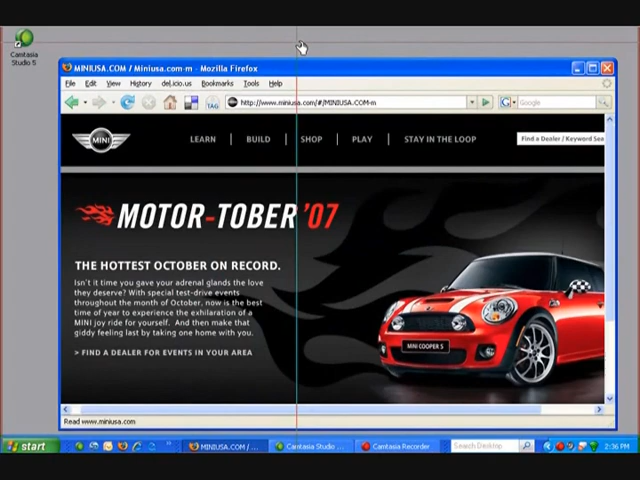 Camtasia
Studio 5
MINIUSA.COM / Miniusa.com-m - Mozilla Firefox
File Edit View History del.icio.us Bookmarks Tools Help
TAG http://www.miniusa.com/#/MINIUSA.COM-m G Google
MINI LEARN BUILD SHOP PLAY STAY IN THE LOOP Find a Dealer / Keyword Sea
MOTOR-TOBER '07
THE HOTTEST OCTOBER ON RECORD.
Isn't it time you gave your adrenal glands the love
they deserve? With special test-drive events
throughout the month of October, now is the best
time of year to experience the exhilaration of a
MINI joy ride for yourself. And then make that
giddy feeling last by taking one home with you.
> FIND A DEALER FOR EVENTS IN YOUR AREA
MINI COOPER S
Read www.miniusa.com
start MINIUSA.COM / ... Camtasia Studio ... Camtasia Recorder Search Desktop 2:36 PM